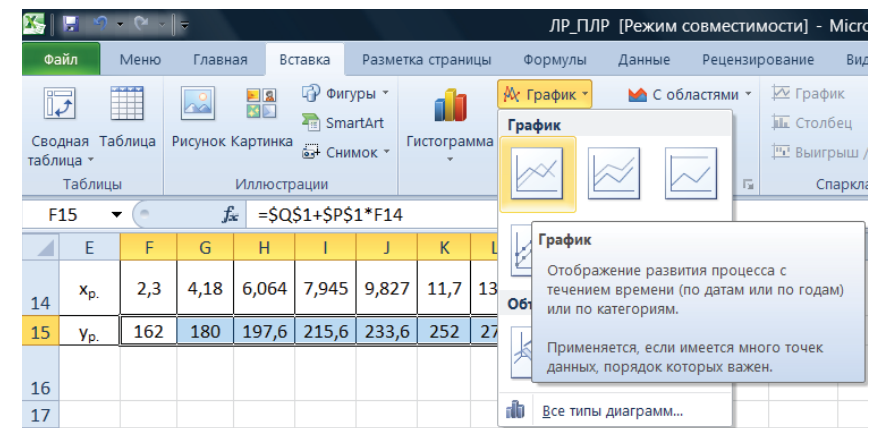 ЛР_ПЛР [Режим совместимости] - Micro
Файл Меню Главная Вставка Разметка страницы Формулы Данные Рецензирование Вид
Сводная таблица
Таблица
Рисунок
Картинка
Фигуры
SmartArt
Снимок
Гистограмма
График
С областями
График
Столбец
Выигрыш /
Таблицы
Иллюстрации
Спаркла
F15 fx =$Q$1+$P$1*F14
E F G H I J K L
14 xр. 2,3 4,18 6,064 7,945 9,827 11,7 13
15 yр. 162 180 197,6 215,6 233,6 252 27
16
17
График
Объ
График
Отображение развития процесса с
течением времени (по датам или по годам)
или по категориям.
Применяется, если имеется много точек
данных, порядок которых важен.
Все типы диаграмм...